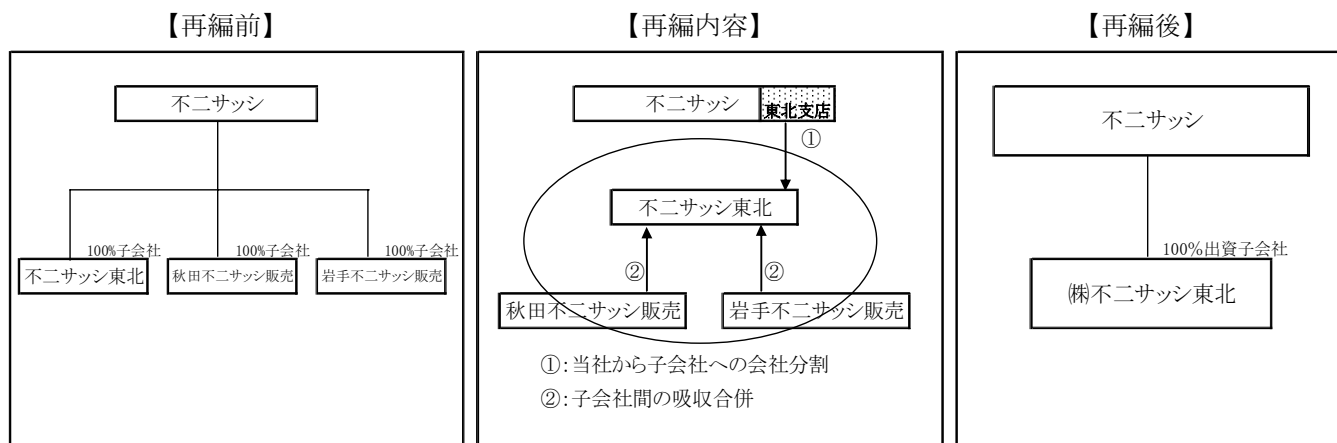 【再編前】
不二サッシ
100%子会社
100%子会社
100%子会社
不二サッシ東北
秋田不二サッシ販売
岩手不二サッシ販売
【再編内容】
不二サッシ
東北支店
①
不二サッシ東北
②
②
秋田不二サッシ販売
岩手不二サッシ販売
①:当社から子会社への会社分割
②:子会社間の吸収合併
【再編後】
不二サッシ
100%出資子会社
㈱不二サッシ東北